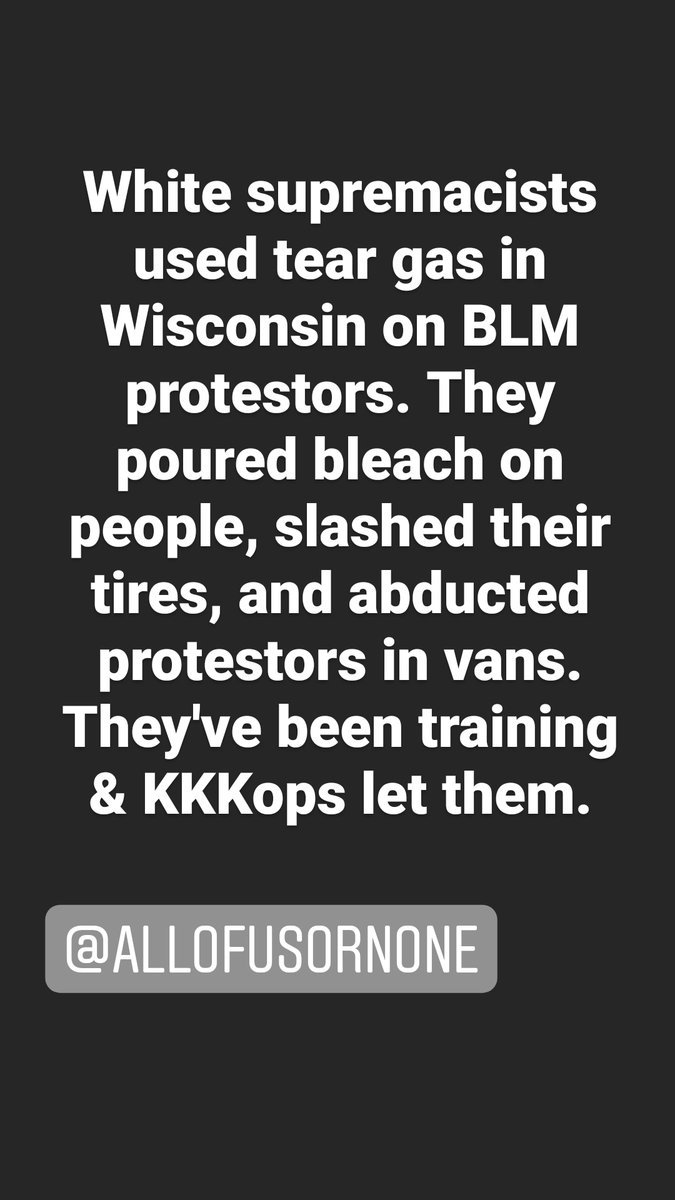 White supremacists
used tear gas in
Wisconsin on BLM
protestors. They
poured bleach on
people, slashed their
tires, and abducted
protestors in vans.
They've been training
& KKKops let them.
@ALLOFUSORNONE